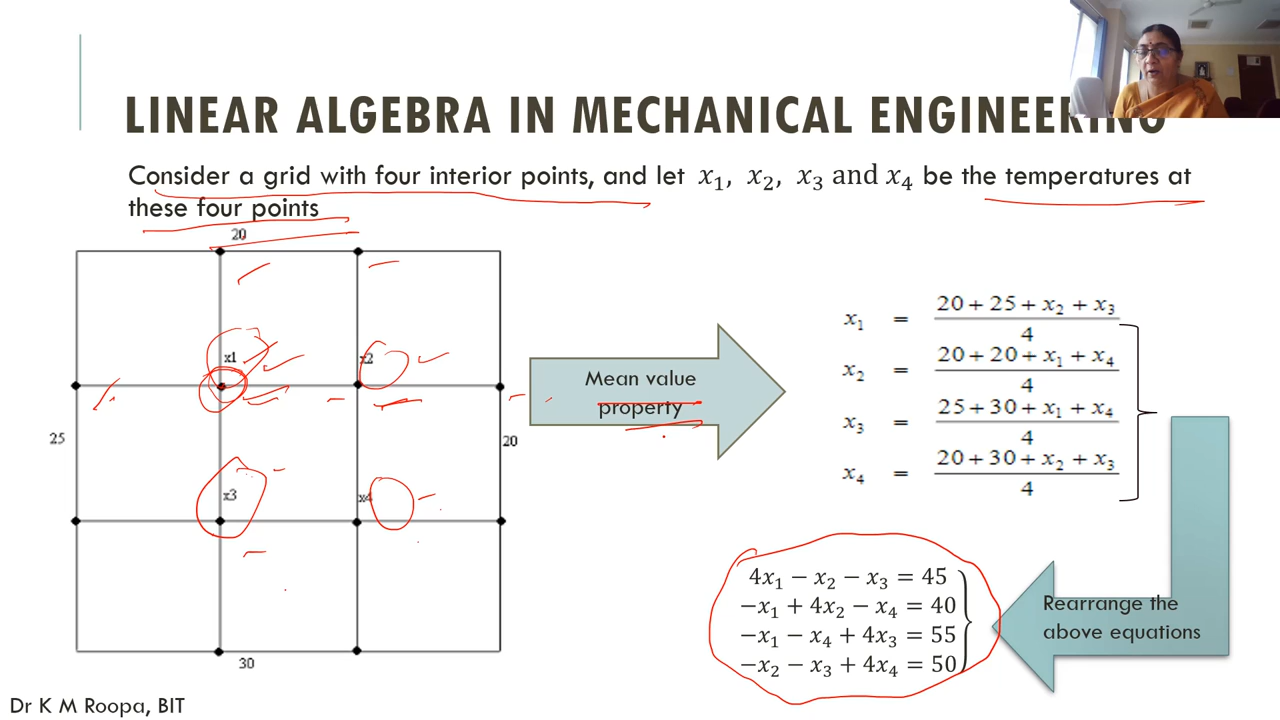 LINEAR ALGEBRA IN MECHANICAL ENGINEERING
Consider a grid with four interior points, and let x₁, x₂, x₃ and x₄ be the temperatures at
these four points
20
x1
x2
25
20
x3
x4
30
Mean value
property
x₁ = (20 + 25 + x₂ + x₃)/4
x₂ = (20 + 20 + x₁ + x₄)/4
x₃ = (25 + 30 + x₁ + x₄)/4
x₄ = (20 + 30 + x₂ + x₃)/4
4x₁ − x₂ − x₃ = 45
−x₁ + 4x₂ − x₄ = 40
−x₁ − x₄ + 4x₃ = 55
−x₂ − x₃ + 4x₄ = 50
Rearrange the
above equations
Dr K M Roopa, BIT